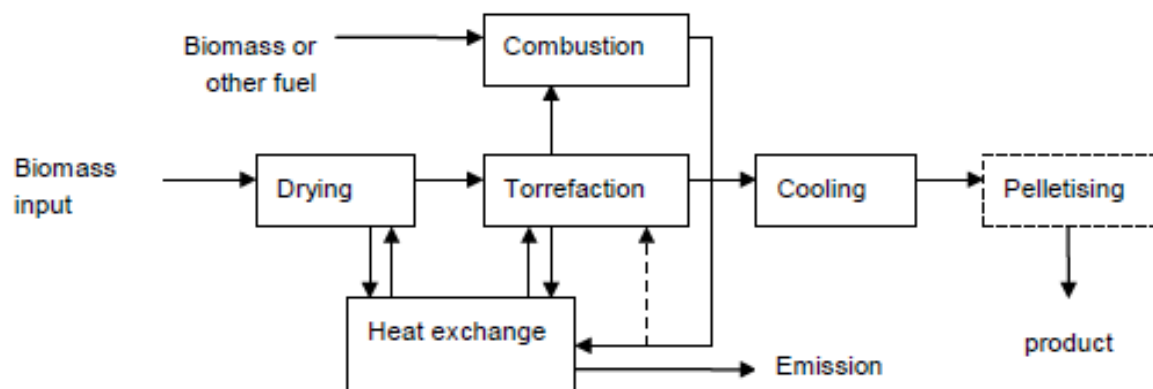 Biomass or
other fuel
Combustion
Biomass
input
Drying
Torrefaction
Cooling
Pelletising
Heat exchange
Emission
product